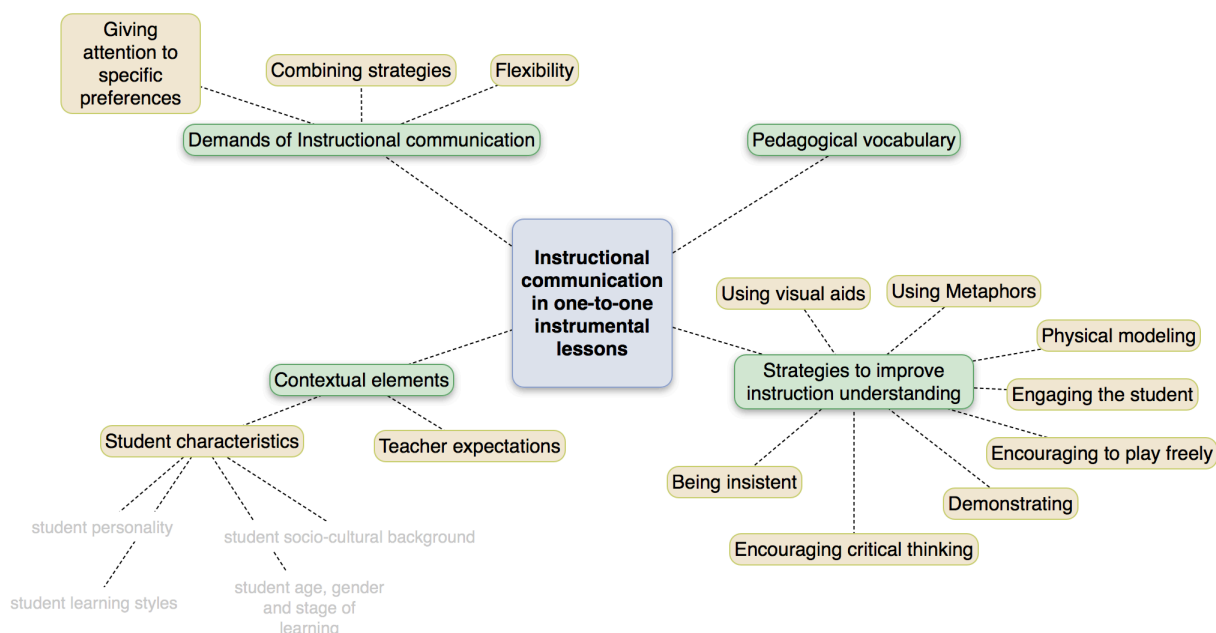 Giving
attention to
specific
preferences
Combining strategies
Flexibility
Demands of Instructional communication
Pedagogical vocabulary
Instructional
communication
in one-to-one
instrumental
lessons
Using visual aids
Using Metaphors
Physical modeling
Strategies to improve
instruction understanding
Engaging the student
Encouraging to play freely
Being insistent
Demonstrating
Encouraging critical thinking
Contextual elements
Student characteristics
Teacher expectations
student personality
student socio-cultural background
student learning styles
student age, gender
and stage of
learning